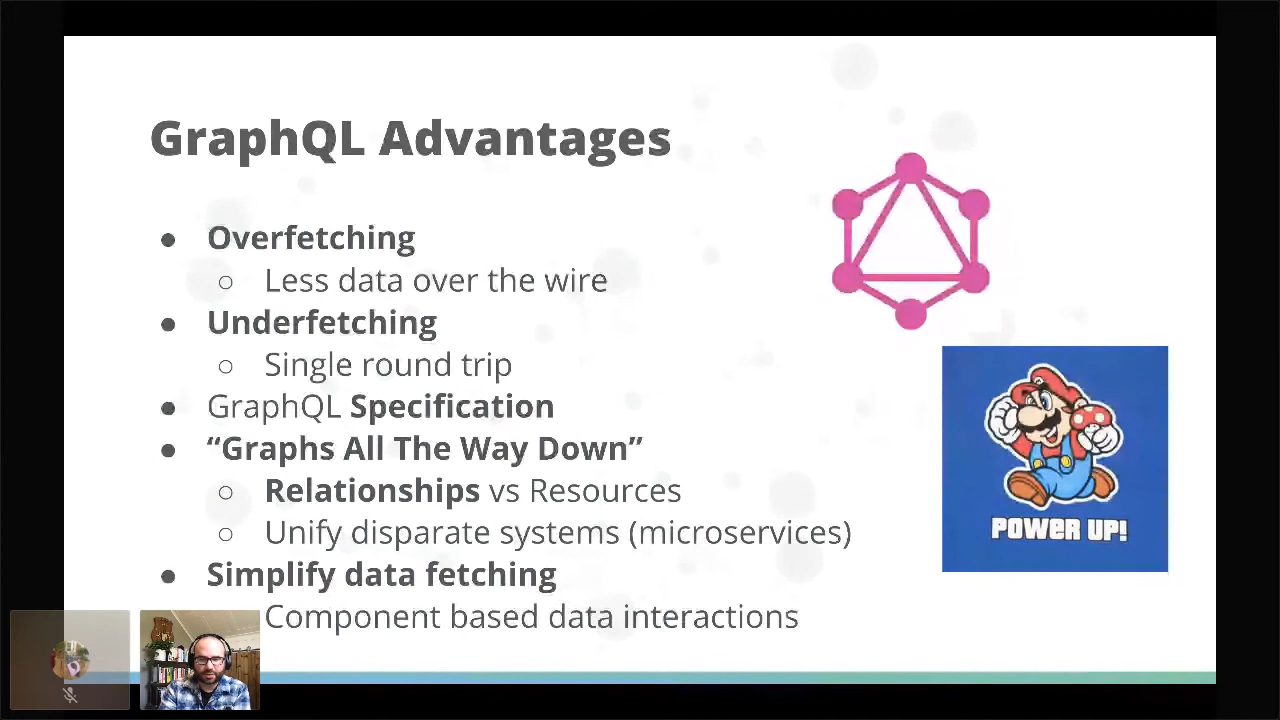 GraphQL Advantages
● Overfetching
○ Less data over the wire
● Underfetching
○ Single round trip
● GraphQL Specification
● “Graphs All The Way Down”
○ Relationships vs Resources
○ Unify disparate systems (microservices)
● Simplify data fetching
Component based data interactions
POWER UP!